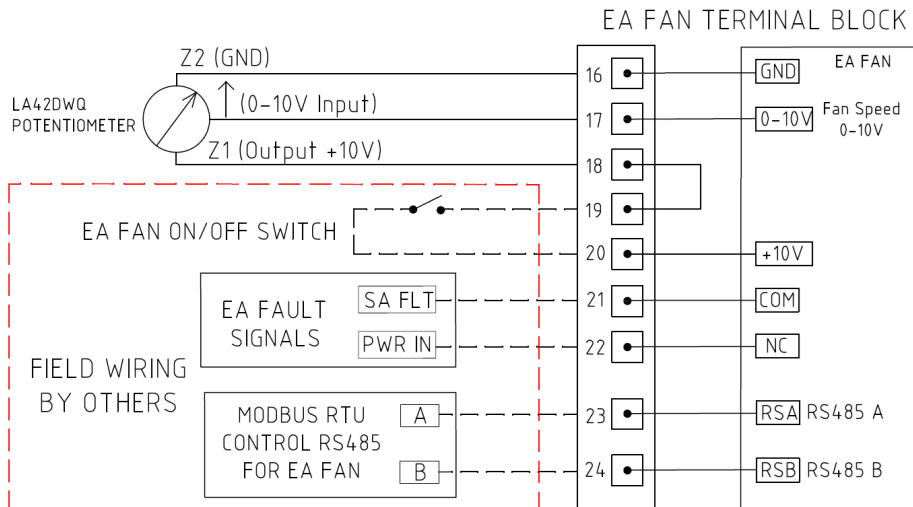 EA FAN TERMINAL BLOCK
Z2 (GND)
16
GND
EA FAN
LA42DWQ
POTENTIOMETER
(0-10V Input)
17
0-10V
Fan Speed
0-10V
Z1 (Output +10V)
18
19
EA FAN ON/OFF SWITCH
20
+10V
EA FAULT
SIGNALS
SA FLT
21
COM
PWR IN
22
NC
FIELD WIRING
BY OTHERS
MODBUS RTU
CONTROL RS485
FOR EA FAN
A
23
RSA
RS485 A
B
24
RSB
RS485 B